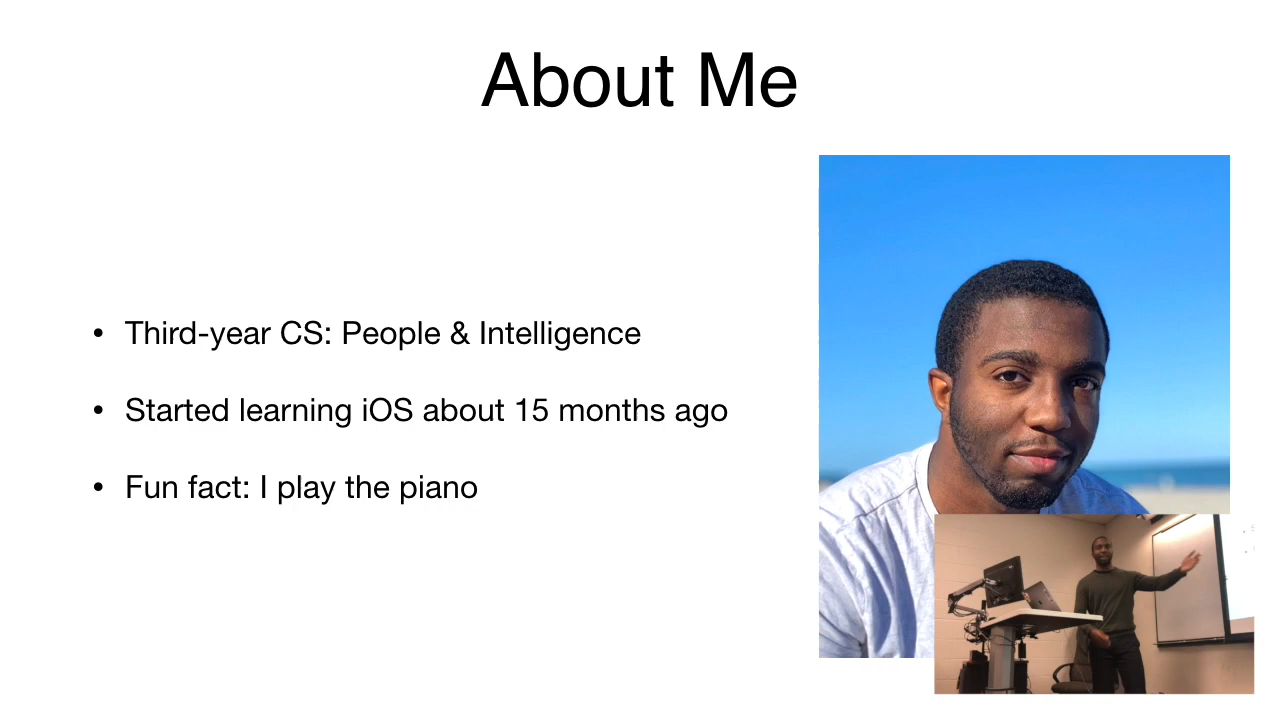 About Me
• Third-year CS: People & Intelligence
• Started learning iOS about 15 months ago
• Fun fact: I play the piano